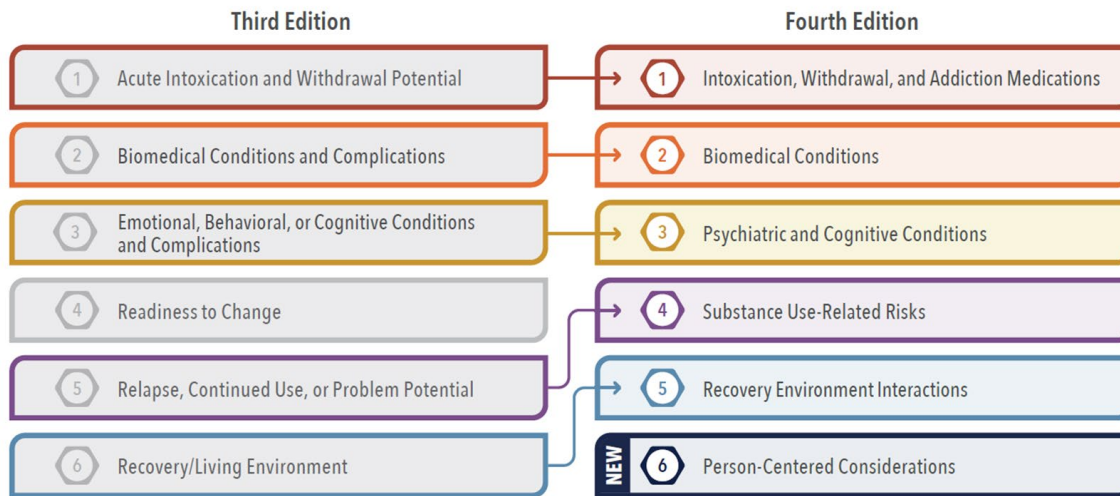 Third Edition
Fourth Edition
1 Acute Intoxication and Withdrawal Potential
1 Intoxication, Withdrawal, and Addiction Medications
2 Biomedical Conditions and Complications
2 Biomedical Conditions
3 Emotional, Behavioral, or Cognitive Conditions
and Complications
3 Psychiatric and Cognitive Conditions
4 Readiness to Change
4 Substance Use-Related Risks
5 Relapse, Continued Use, or Problem Potential
5 Recovery Environment Interactions
6 Recovery/Living Environment
NEW
6 Person-Centered Considerations